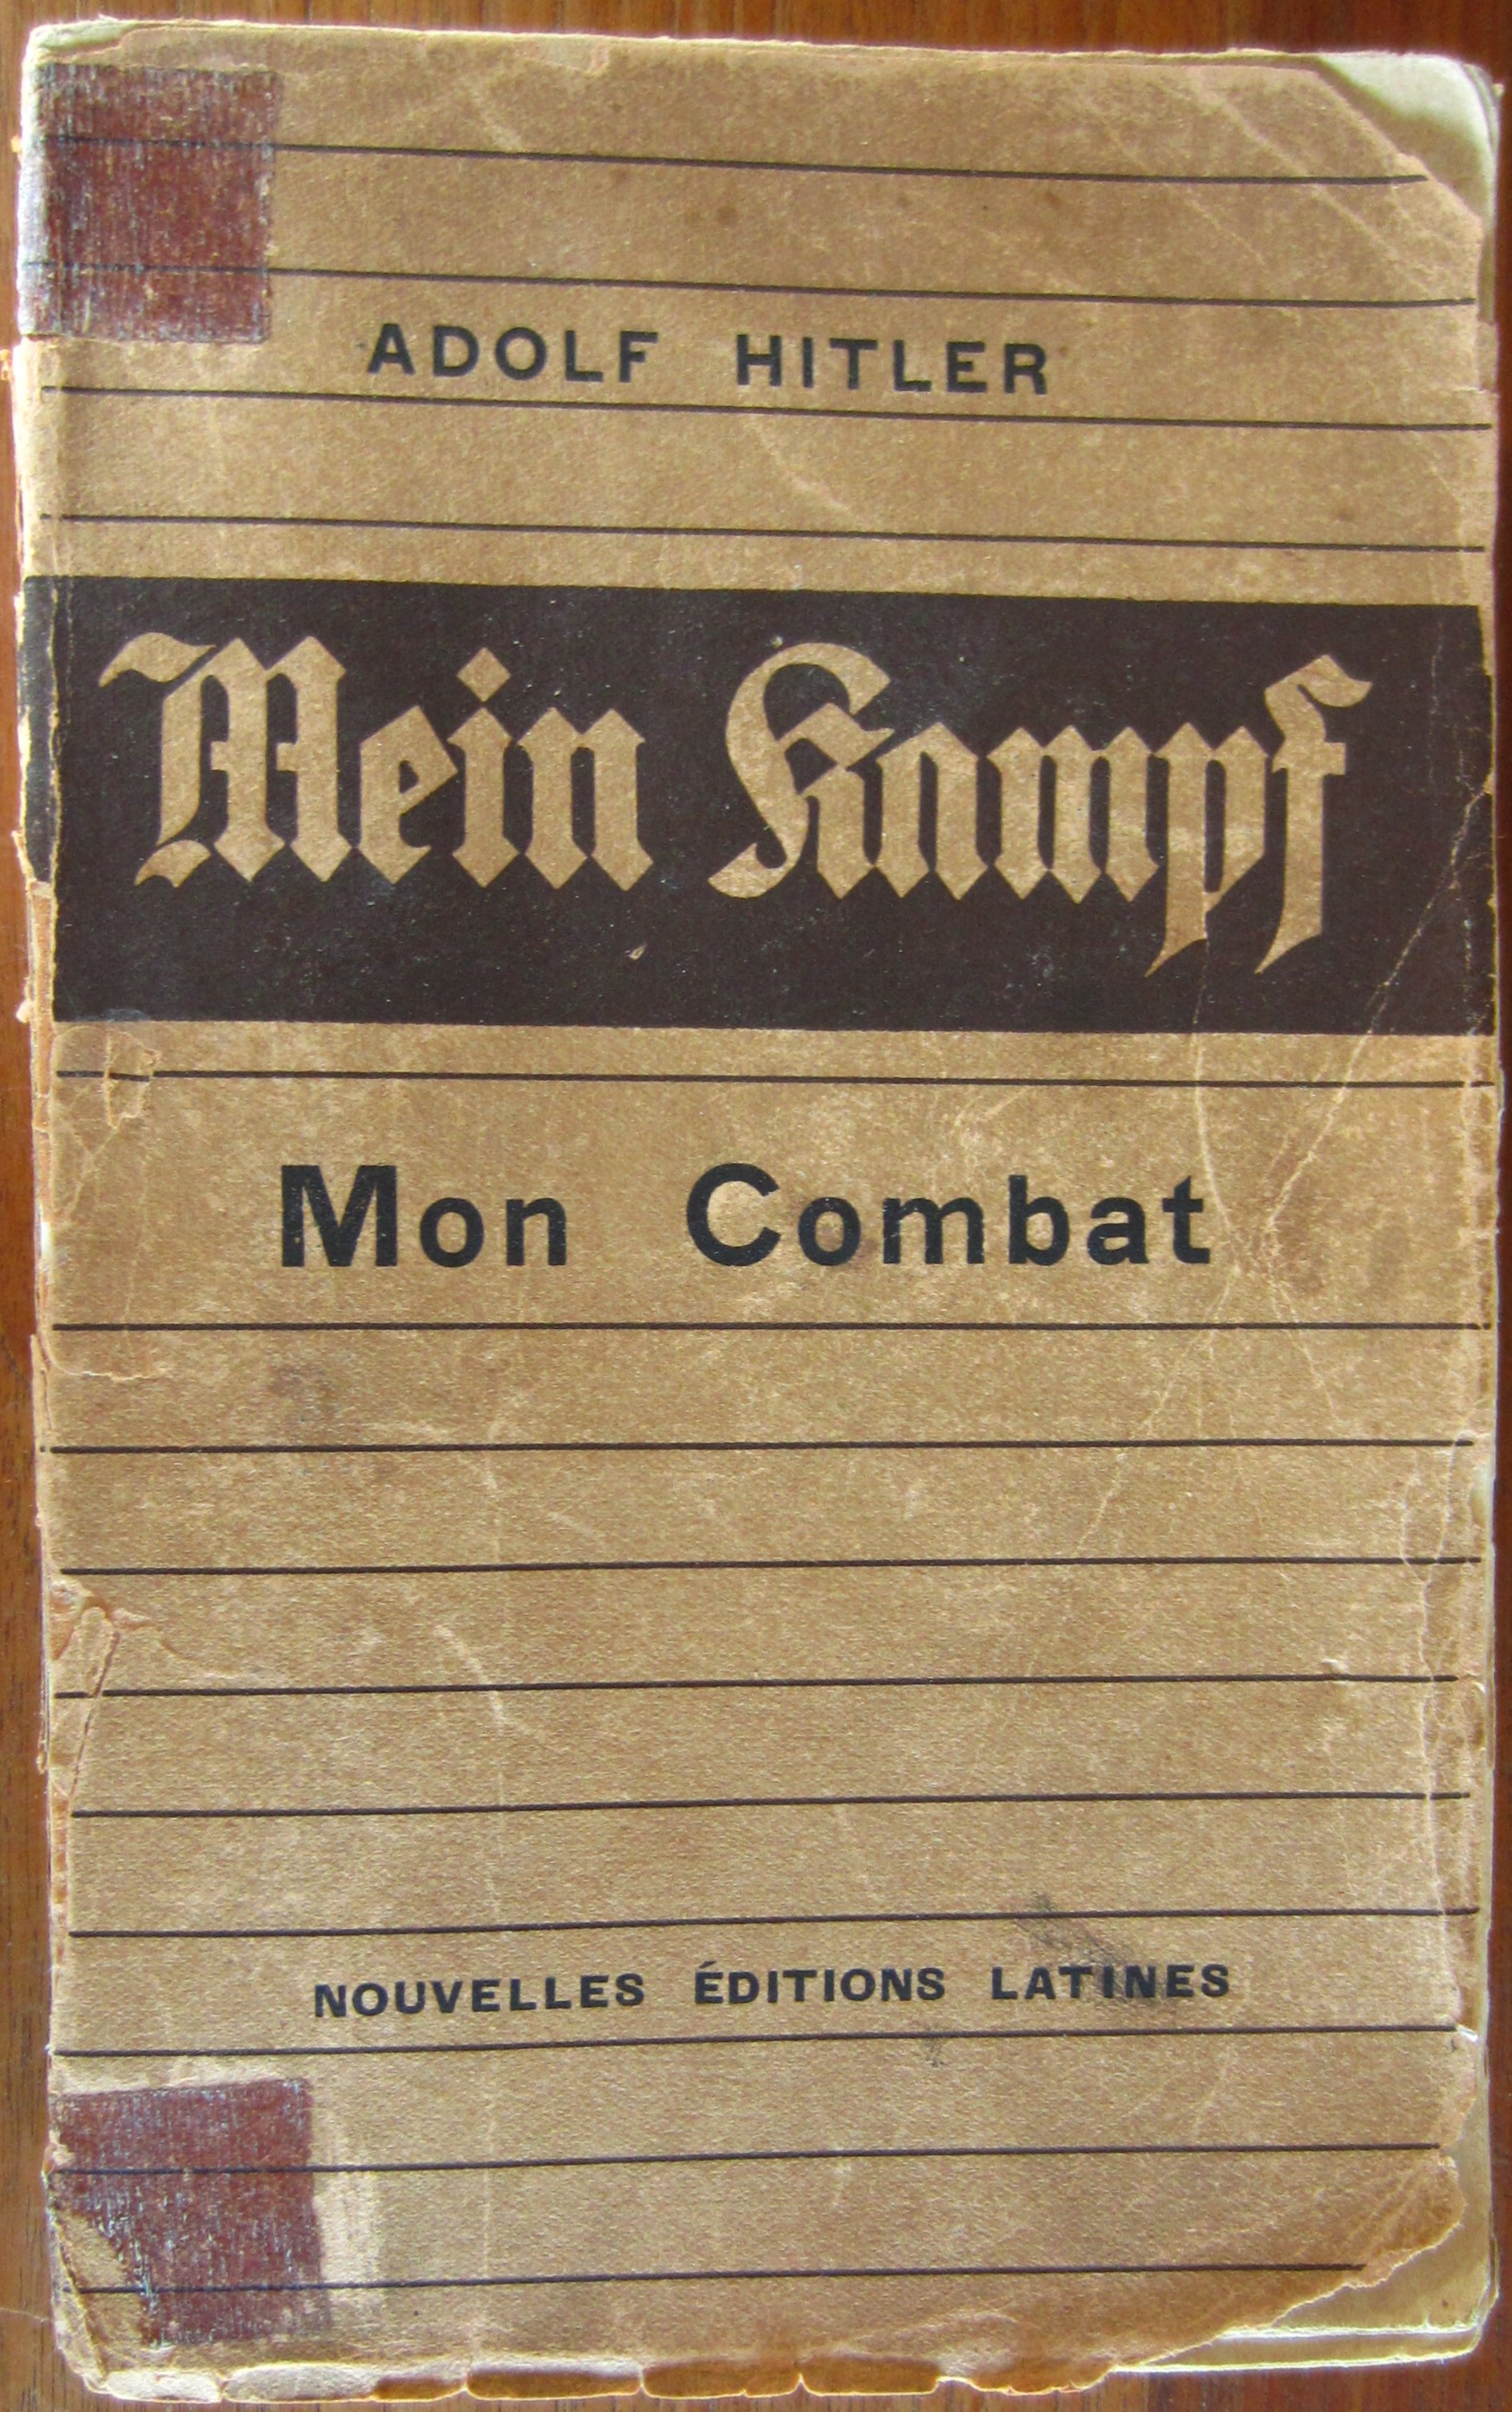 ADOLF HITLER
Mein Kampf
Mon Combat
NOUVELLES ÉDITIONS LATINES